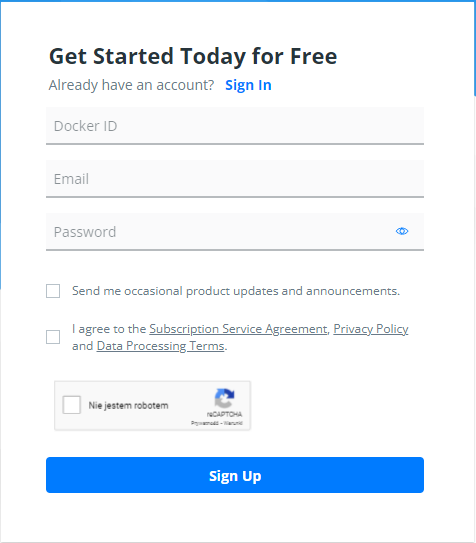 Get Started Today for Free
Already have an account? Sign In
Docker ID
Email
Password
Send me occasional product updates and announcements.
I agree to the Subscription Service Agreement, Privacy Policy
and Data Processing Terms.
Nie jestem robotem
reCAPTCHA
Prywatność - Warunki
Sign Up